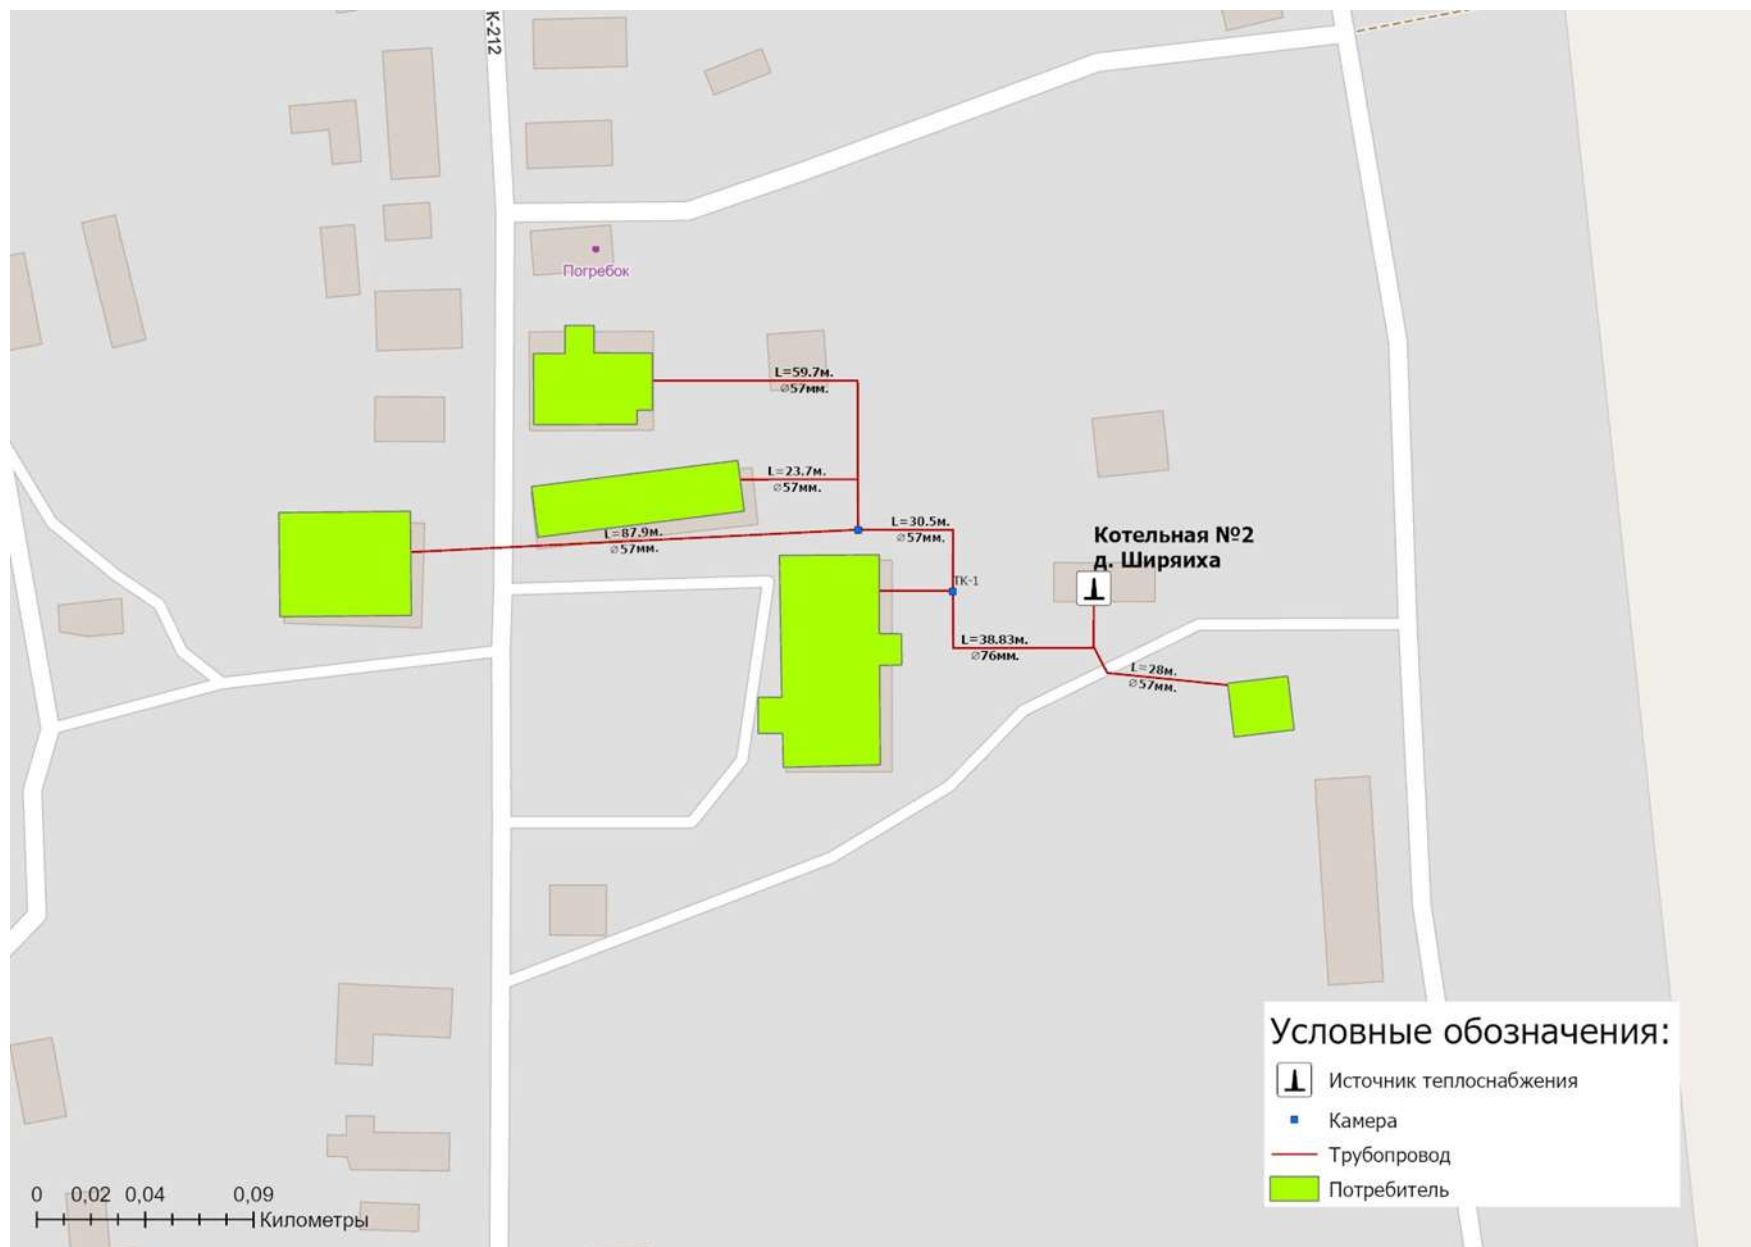 К-212
Погребок
L=59.7м.
∅57мм.
L=23.7м.
∅57мм.
L=87.9м.
∅57мм.
L=30.5м.
∅57мм.
Котельная №2
д. Ширяиха
ТК-1
L=38.83м.
∅76мм.
L=28м.
∅57мм.
Условные обозначения:
Источник теплоснабжения
Камера
Трубопровод
Потребитель
0 0,02 0,04 0,09
Километры